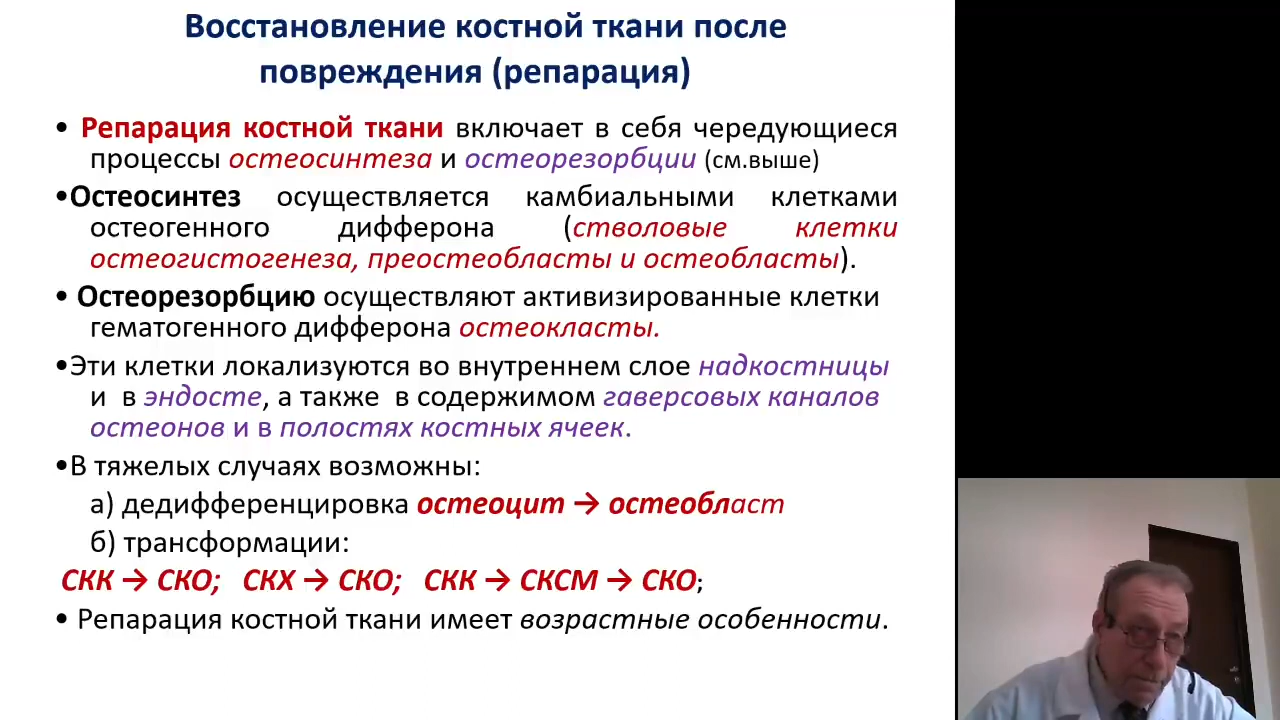 Восстановление костной ткани после
повреждения (репарация)
• Репарация костной ткани включает в себя чередующиеся
процессы остеосинтеза и остеорезорбции (см.выше)
•Остеосинтез осуществляется камбиальными клетками
остеогенного дифферона (стволовые клетки
остеогистогенеза, преостеобласты и остеобласты).
• Остеорезорбцию осуществляют активизированные клетки
гематогенного дифферона остеокласты.
•Эти клетки локализуются во внутреннем слое надкостницы
и в эндосте, а также в содержимом гаверсовых каналов
остеонов и в полостях костных ячеек.
•В тяжелых случаях возможны:
а) дедифференцировка остеоцит → остеобласт
б) трансформации:
СКК → СКО; СКХ → СКО; СКК → СКСМ → СКО;
• Репарация костной ткани имеет возрастные особенности.